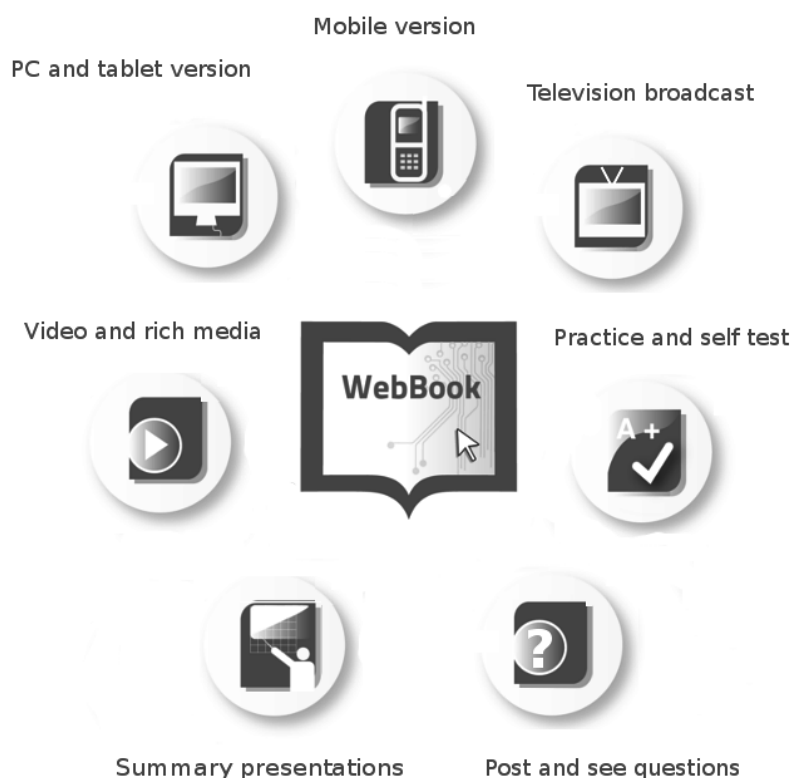 Mobile version
PC and tablet version
Television broadcast
Video and rich media
Practice and self test
WebBook
A +
?
Summary presentations
Post and see questions